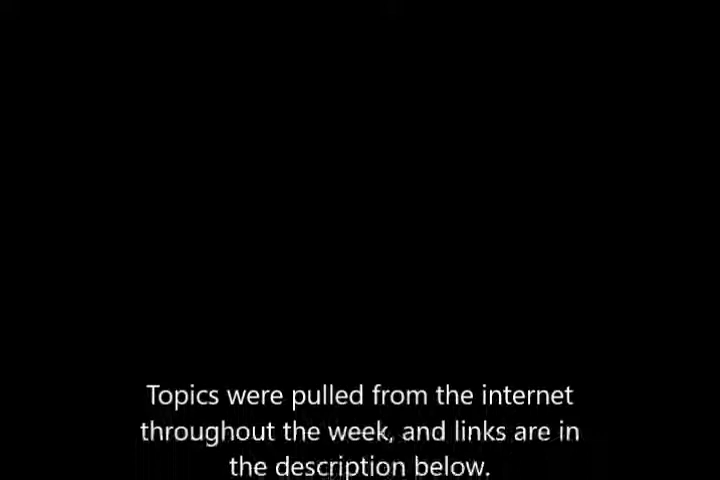 Topics were pulled from the internet
throughout the week, and links are in
the description below.